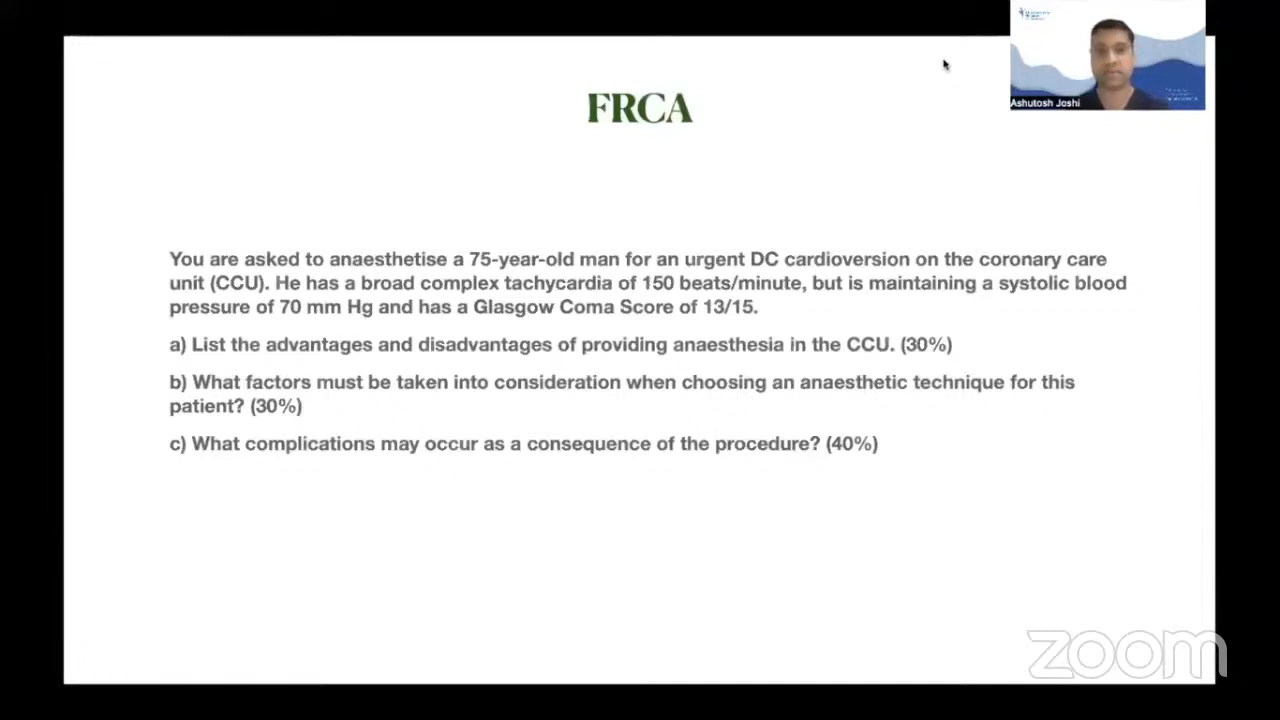 FRCA
Ashutosh Joshi
You are asked to anaesthetise a 75-year-old man for an urgent DC cardioversion on the coronary care
unit (CCU). He has a broad complex tachycardia of 150 beats/minute, but is maintaining a systolic blood
pressure of 70 mm Hg and has a Glasgow Coma Score of 13/15.
a) List the advantages and disadvantages of providing anaesthesia in the CCU. (30%)
b) What factors must be taken into consideration when choosing an anaesthetic technique for this
patient? (30%)
c) What complications may occur as a consequence of the procedure? (40%)
zoom